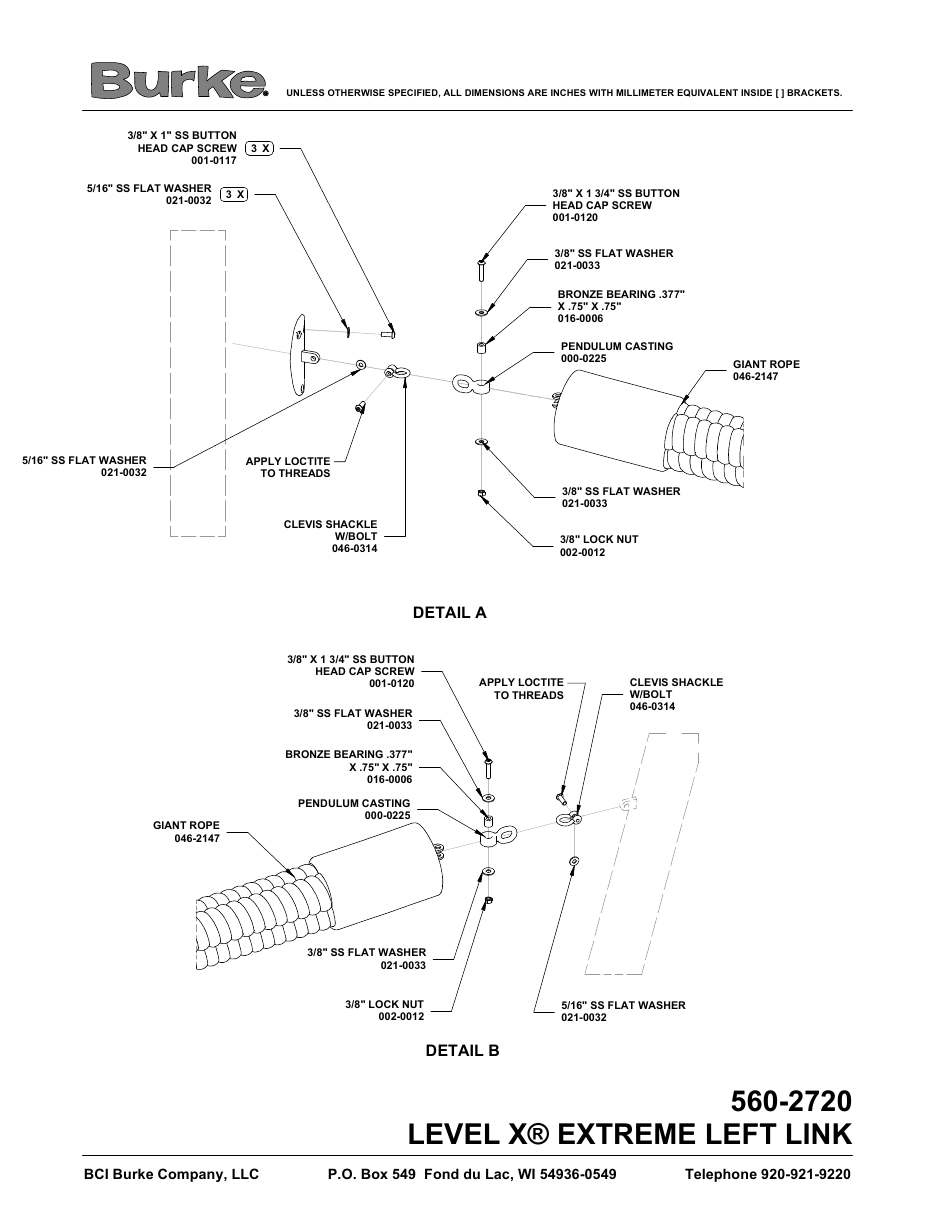 Burke®
UNLESS OTHERWISE SPECIFIED, ALL DIMENSIONS ARE INCHES WITH MILLIMETER EQUIVALENT INSIDE [ ] BRACKETS.
3/8" X 1" SS BUTTON
HEAD CAP SCREW
001-0117
3 X
5/16" SS FLAT WASHER
021-0032
3 X
3/8" X 1 3/4" SS BUTTON
HEAD CAP SCREW
001-0120
3/8" SS FLAT WASHER
021-0033
BRONZE BEARING .377"
X .75" X .75"
016-0006
PENDULUM CASTING
000-0225
GIANT ROPE
046-2147
5/16" SS FLAT WASHER
021-0032
APPLY LOCTITE
TO THREADS
CLEVIS SHACKLE
W/BOLT
046-0314
3/8" SS FLAT WASHER
021-0033
3/8" LOCK NUT
002-0012
DETAIL A
3/8" X 1 3/4" SS BUTTON
HEAD CAP SCREW
001-0120
3/8" SS FLAT WASHER
021-0033
BRONZE BEARING .377"
X .75" X .75"
016-0006
PENDULUM CASTING
000-0225
GIANT ROPE
046-2147
APPLY LOCTITE
TO THREADS
CLEVIS SHACKLE
W/BOLT
046-0314
3/8" SS FLAT WASHER
021-0033
3/8" LOCK NUT
002-0012
5/16" SS FLAT WASHER
021-0032
DETAIL B
560-2720
LEVEL X® EXTREME LEFT LINK
BCI Burke Company, LLC P.O. Box 549 Fond du Lac, WI 54936-0549 Telephone 920-921-9220